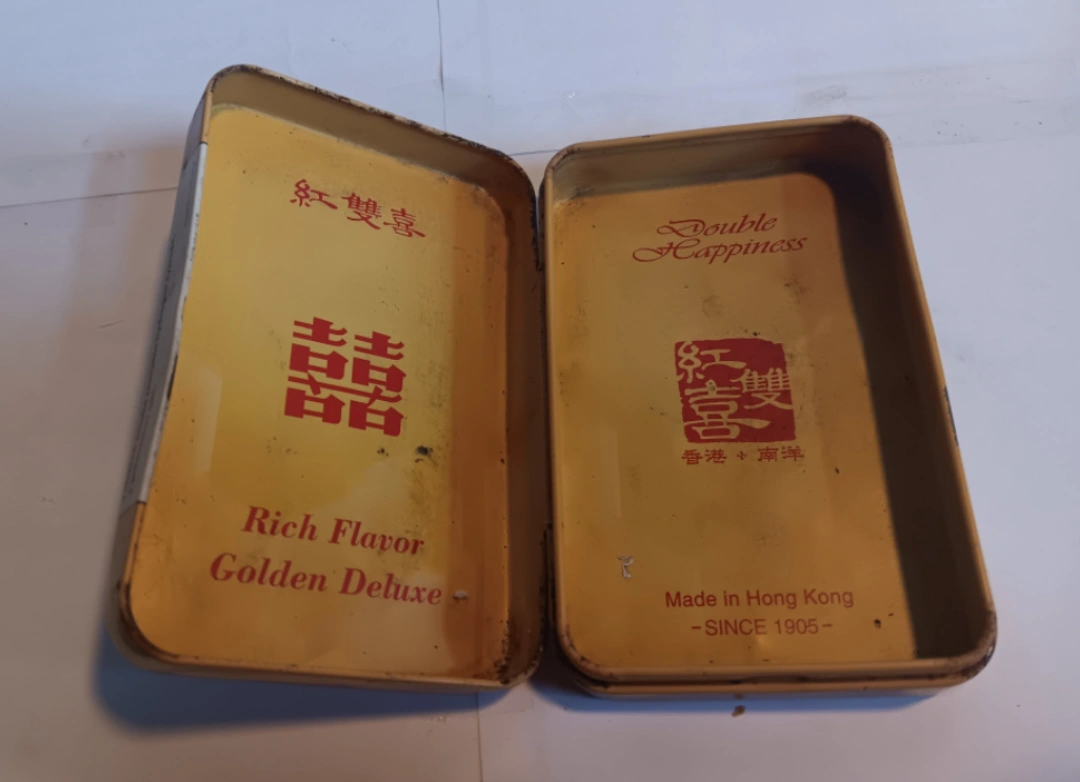 紅雙喜
囍
Rich Flavor
Golden Deluxe
Double
Happiness
紅雙
喜
香港 + 南洋
Made in Hong Kong
-SINCE 1905-